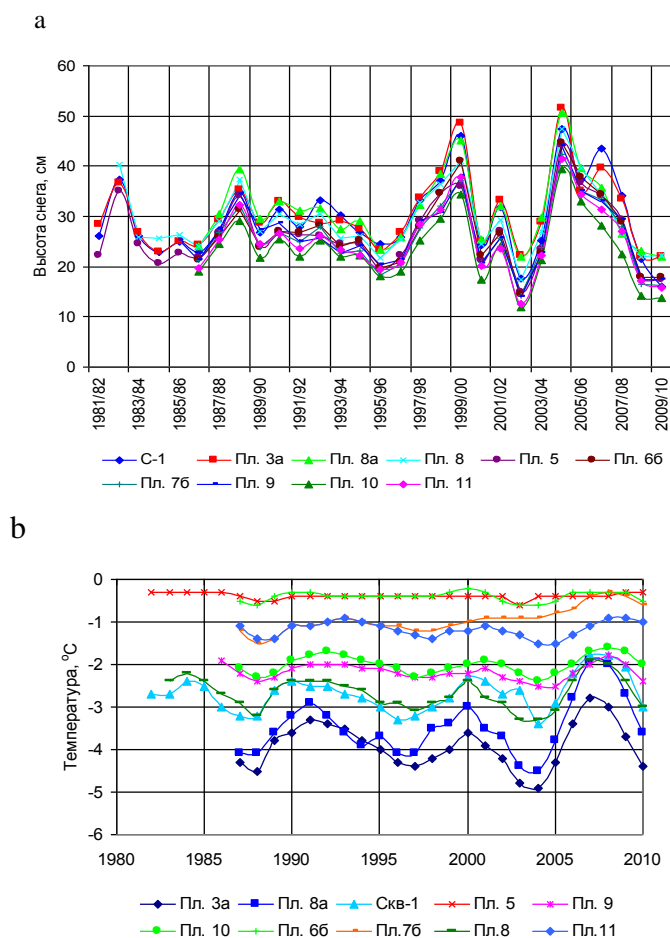 a
Высота снега, см
60
50
40
30
20
10
0
1981/82 1983/84 1985/86 1987/88 1989/90 1991/92 1993/94 1995/96 1997/98 1999/00 2001/02 2003/04 2005/06 2007/08 2009/10
С-1 Пл. 3а Пл. 8а Пл. 8 Пл. 5 Пл. 6б
Пл. 7б Пл. 9 Пл. 10 Пл. 11
b
Температура, °С
0
-1
-2
-3
-4
-5
-6
1980 1985 1990 1995 2000 2005 2010
Пл. 3а Пл. 8а Скв-1 Пл. 5 Пл. 9
Пл. 10 Пл. 6б Пл.7б Пл.8 Пл.11